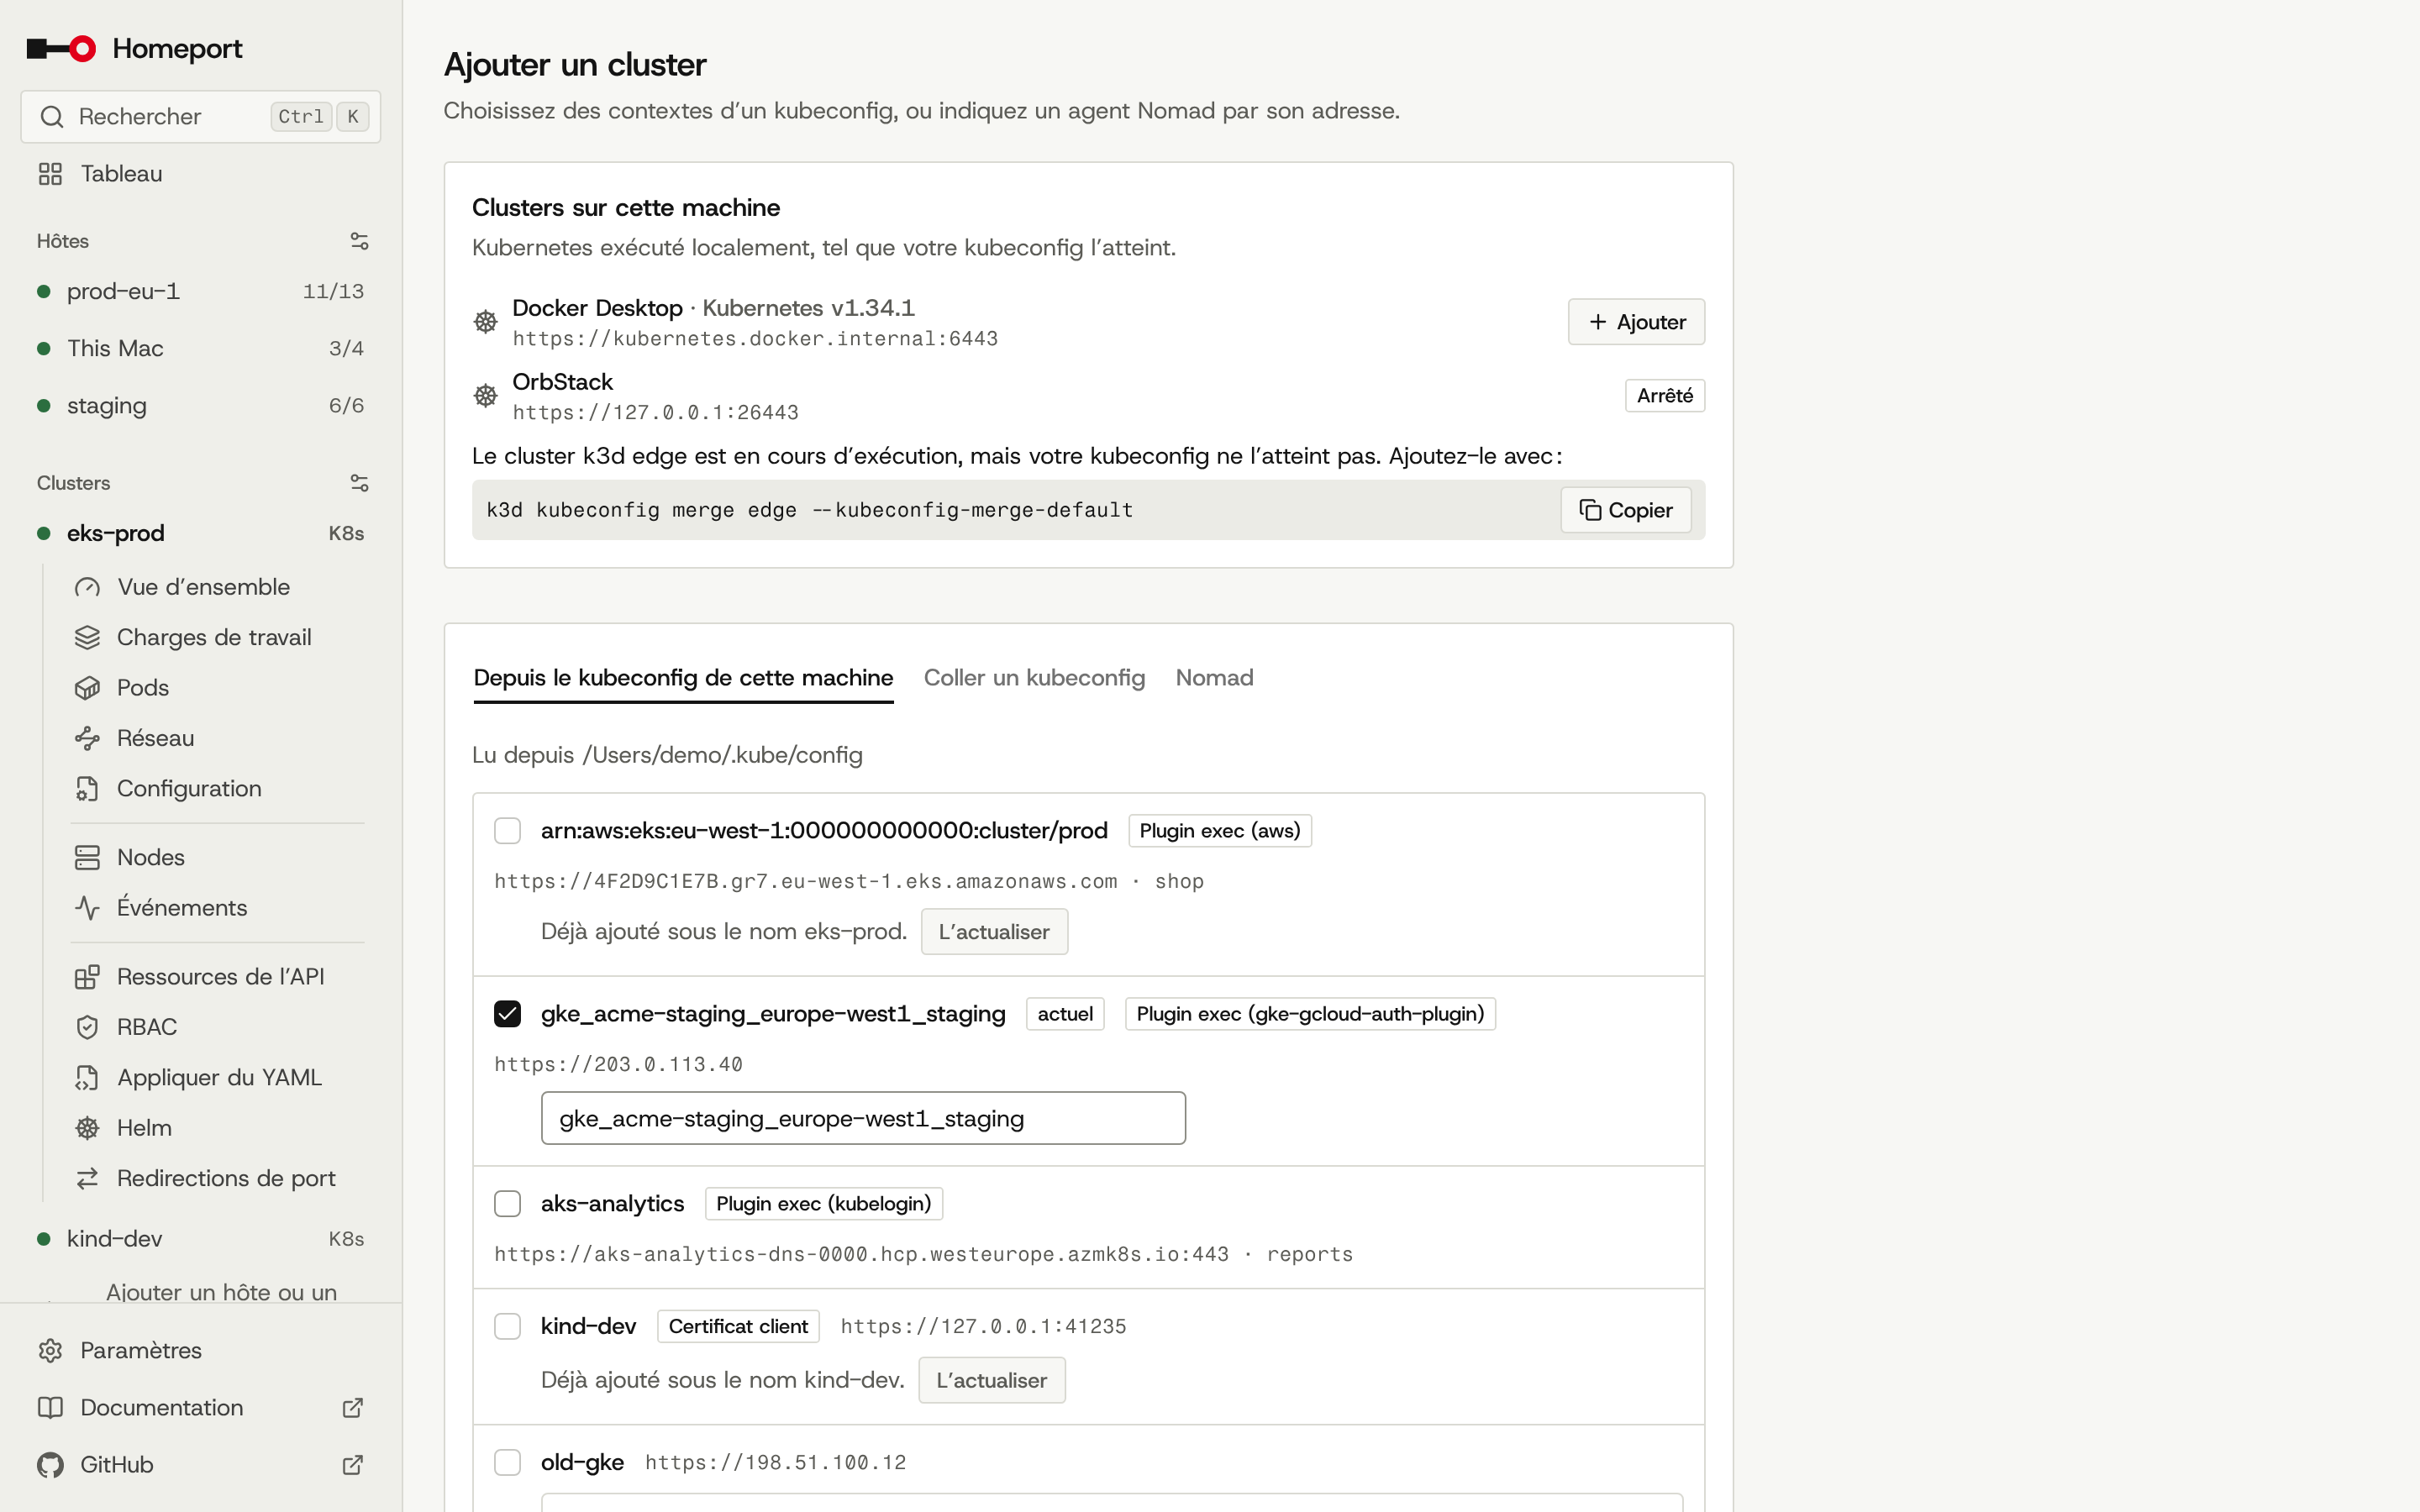 Homeport
Rechercher Ctrl K
Tableau
Hôtes
prod-eu-1 11/13
This Mac 3/4
staging 6/6
Clusters
eks-prod K8s
Vue d’ensemble
Charges de travail
Pods
Réseau
Configuration
Nodes
Événements
Ressources de l’API
RBAC
Appliquer du YAML
Helm
Redirections de port
kind-dev K8s
Ajouter un hôte ou un
Paramètres
Documentation
GitHub
Ajouter un cluster
Choisissez des contextes d’un kubeconfig, ou indiquez un agent Nomad par son adresse.
Clusters sur cette machine
Kubernetes exécuté localement, tel que votre kubeconfig l’atteint.
Docker Desktop · Kubernetes v1.34.1
https://kubernetes.docker.internal:6443
Ajouter
OrbStack
https://127.0.0.1:26443
Arrêté
Le cluster k3d edge est en cours d’exécution, mais votre kubeconfig ne l’atteint pas. Ajoutez-le avec :
k3d kubeconfig merge edge --kubeconfig-merge-default
Copier
Depuis le kubeconfig de cette machine Coller un kubeconfig Nomad
Lu depuis /Users/demo/.kube/config
arn:aws:eks:eu-west-1:000000000000:cluster/prod Plugin exec (aws)
https://4F2D9C1E7B.gr7.eu-west-1.eks.amazonaws.com · shop
Déjà ajouté sous le nom eks-prod. L’actualiser
gke_acme-staging_europe-west1_staging actuel Plugin exec (gke-gcloud-auth-plugin)
https://203.0.113.40
gke_acme-staging_europe-west1_staging
aks-analytics Plugin exec (kubelogin)
https://aks-analytics-dns-0000.hcp.westeurope.azmk8s.io:443 · reports
kind-dev Certificat client https://127.0.0.1:41235
Déjà ajouté sous le nom kind-dev. L’actualiser
old-gke https://198.51.100.12